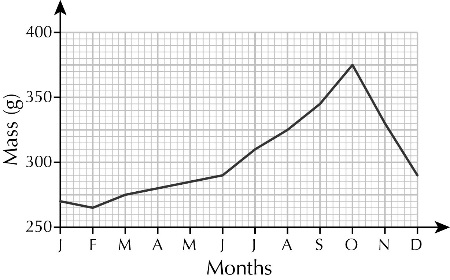 400
350
300
250
Mass (g)
J F M A M J J A S O N D
Months